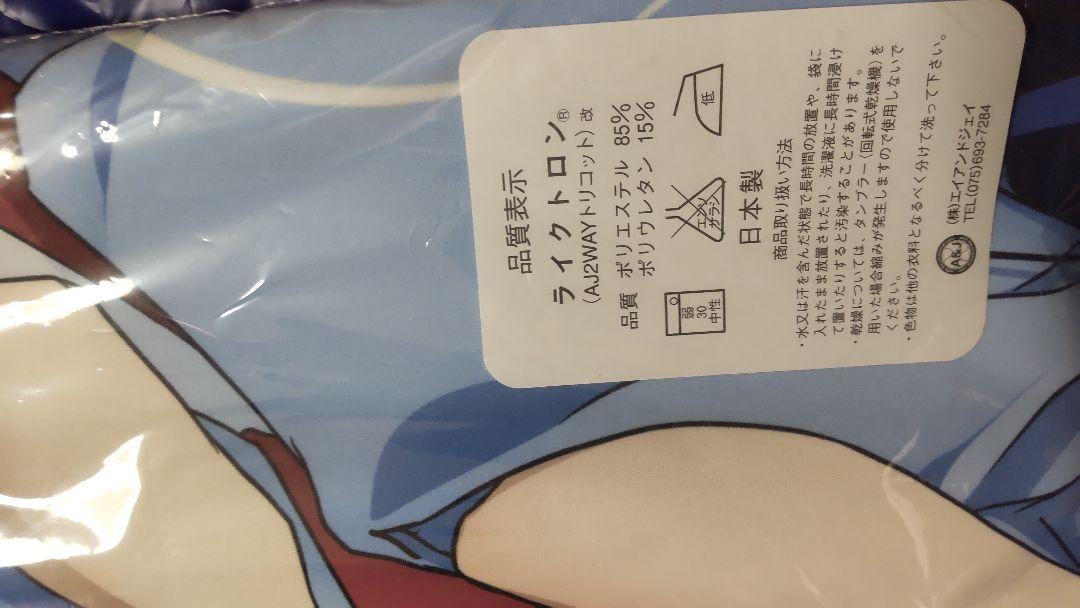 品質表示
ライクトロン®
(AJ2WAYトリコット) 改
品質 ポリエステル 85%
ポリウレタン 15%
弱
30
中性
エンソ
サラシ
低
日本製
商品取り扱い方法
・水又は汗を含んだ状態で長時間の放置や、袋に
入れたまま放置されたり、洗濯液に長時間浸け
て置いたりすると汚染することがあります。
・乾燥については、タンブラー(回転式乾燥機)を
用いた場合縮みが発生しますので使用しないで
ください。
・色物は他の衣料となるべく分けて洗って下さい。
A&J
(株)エイアンドジェイ
TEL(075)693-7284